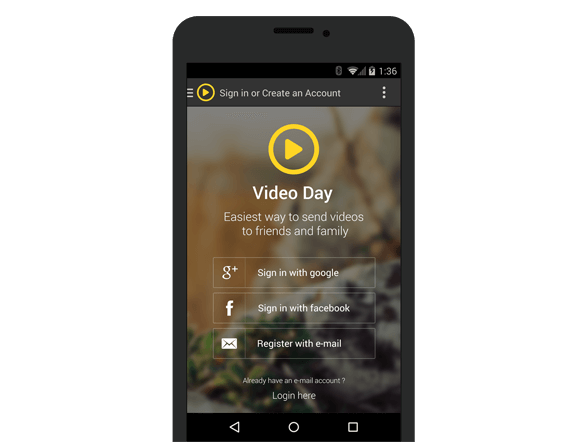 1:36
Sign in or Create an Account
Video Day
Easiest way to send videos
to friends and family
g+ Sign in with google
f Sign in with facebook
Register with e-mail
Already have an e-mail account ?
Login here